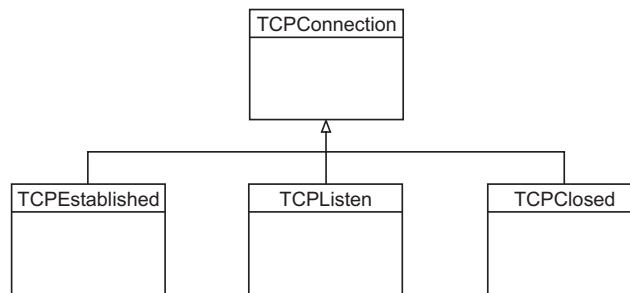 TCPConnection
TCPEstablished
TCPListen
TCPClosed